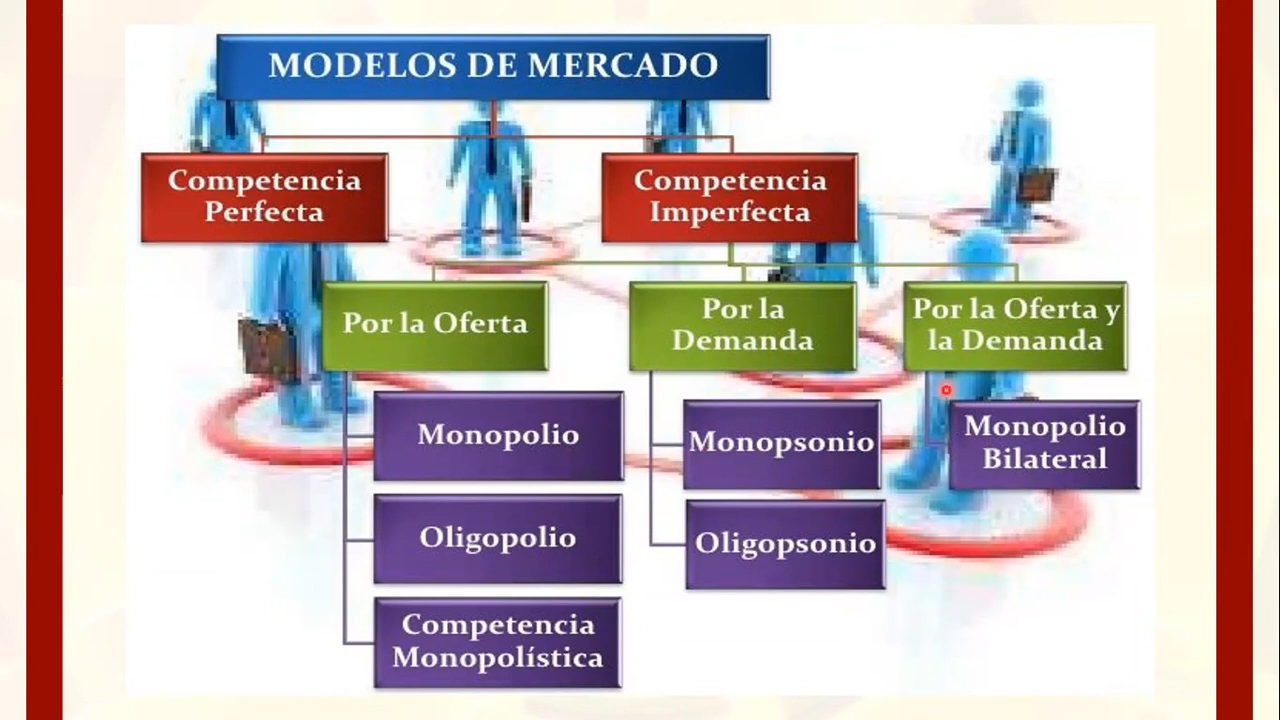 MODELOS DE MERCADO
Competencia
Perfecta
Competencia
Imperfecta
Por la Oferta
Por la
Demanda
Por la Oferta y
la Demanda
Monopolio
Oligopolio
Competencia
Monopolística
Monopsonio
Oligopsonio
Monopolio
Bilateral